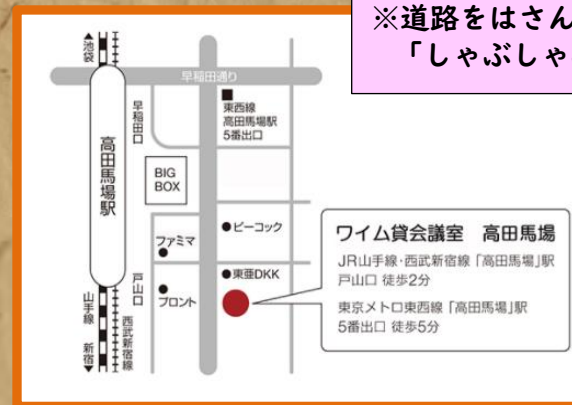 ※道路をはさん
「しゃぶしゃ
▲池袋
早稲田通り
早稲田口
東西線
高田馬場駅
5番出口
高田馬場駅
BIG
BOX
●ピーコック
ファミマ
●東亜DKK
戸山口
プロント
山手線
西武新宿線
新宿▼
ワイム貸会議室 高田馬場
JR山手線・西武新宿線「高田馬場」駅
戸山口 徒歩2分
東京メトロ東西線「高田馬場」駅
5番出口 徒歩5分